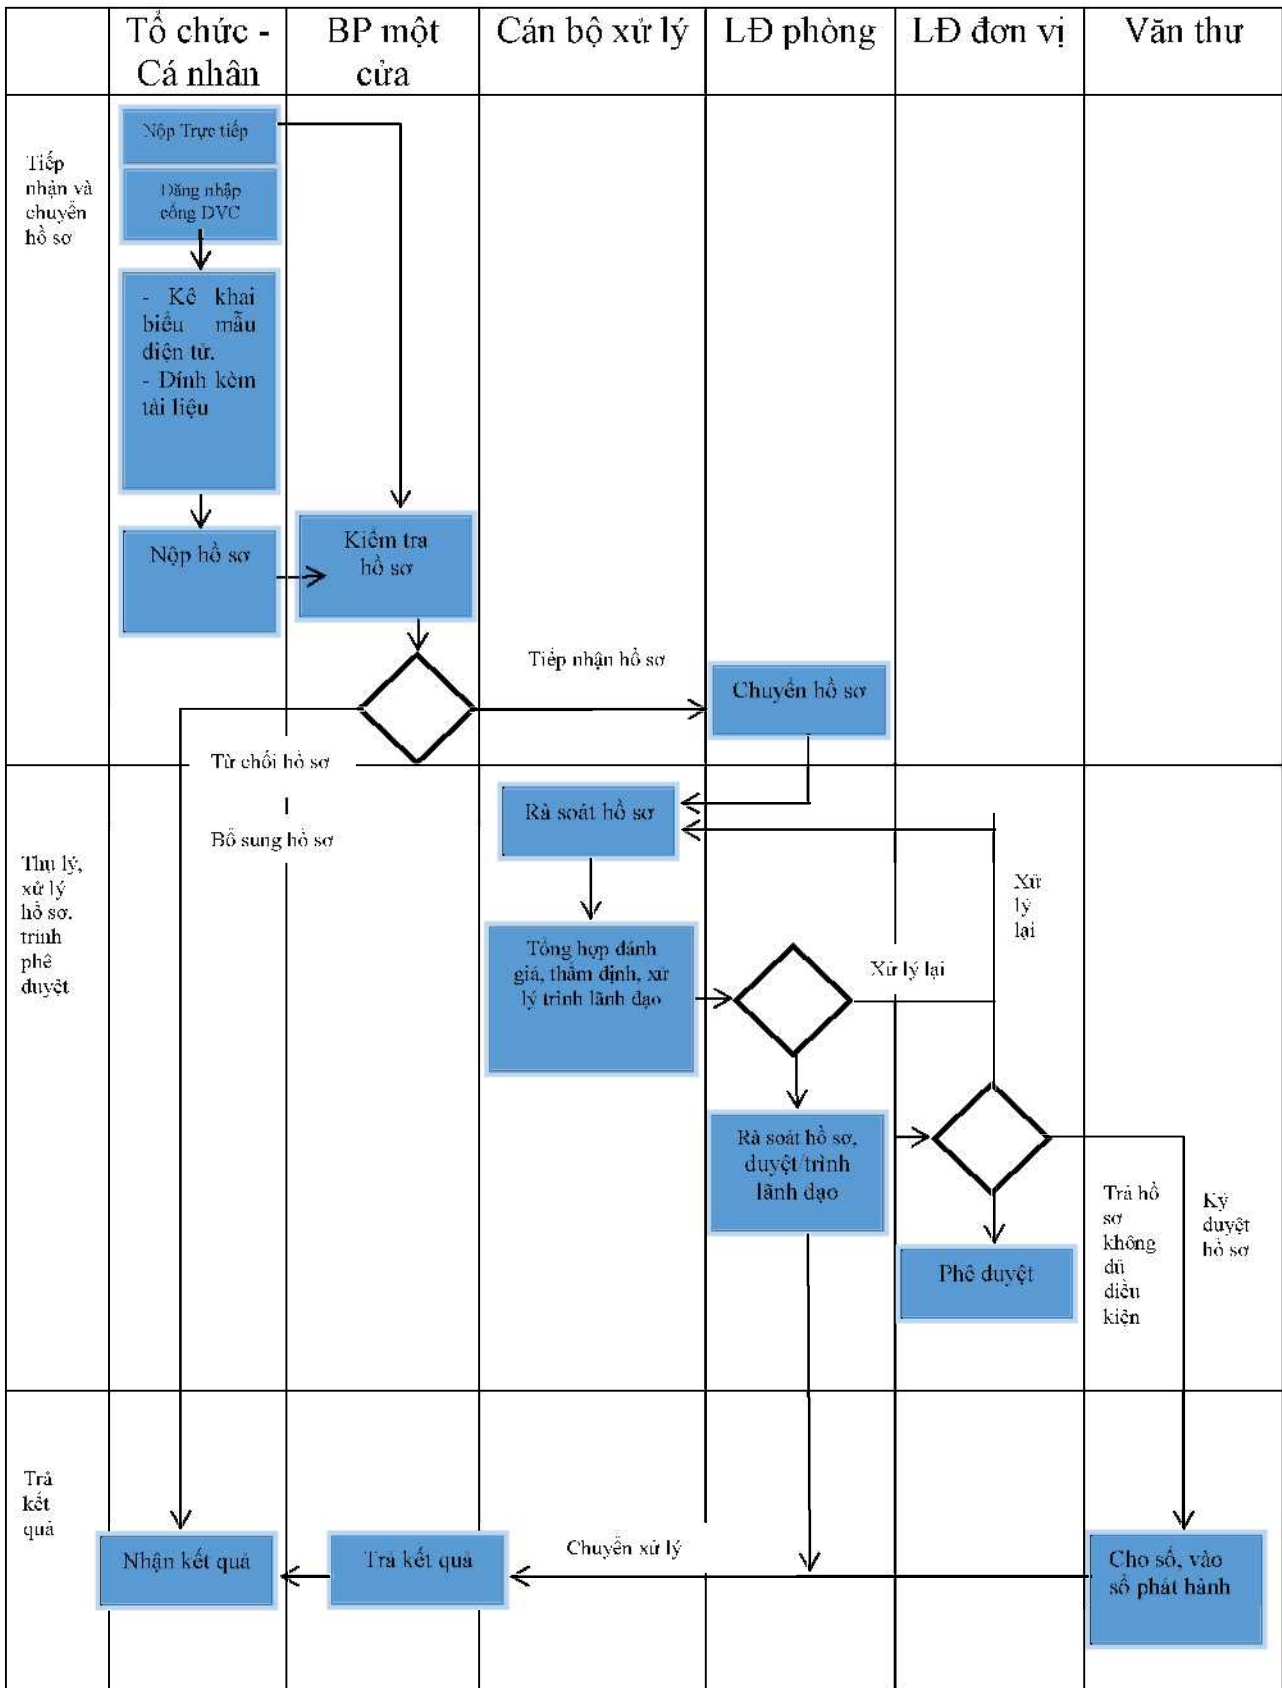 Tổ chức -
Cá nhân
BP một
cửa
Cán bộ xử lý
LĐ phòng
LĐ đơn vị
Văn thư
Tiếp
nhận và
chuyển
hồ sơ
Nộp Trực tiếp
Đăng nhập
cổng DVC
- Kê khai
biểu mẫu
điện tử.
- Đính kèm
tài liệu
Nộp hồ sơ
Kiểm tra
hồ sơ
Tiếp nhận hồ sơ
Chuyển hồ sơ
Từ chối hồ sơ
Bổ sung hồ sơ
Thụ lý,
xử lý
hồ sơ.
trình
phê
duyệt
Rà soát hồ sơ
Xử
lý
lại
Tổng hợp đánh
giá, thẩm định, xử
lý trình lãnh đạo
Xử lý lại
Rà soát hồ sơ,
duyệt/trình
lãnh đạo
Phê duyệt
Trả hồ
sơ
không
đủ
điều
kiện
Ký
duyệt
hồ sơ
Trả
kết
quả
Nhận kết quả
Trả kết quả
Chuyển xử lý
Cho số, vào
sổ phát hành